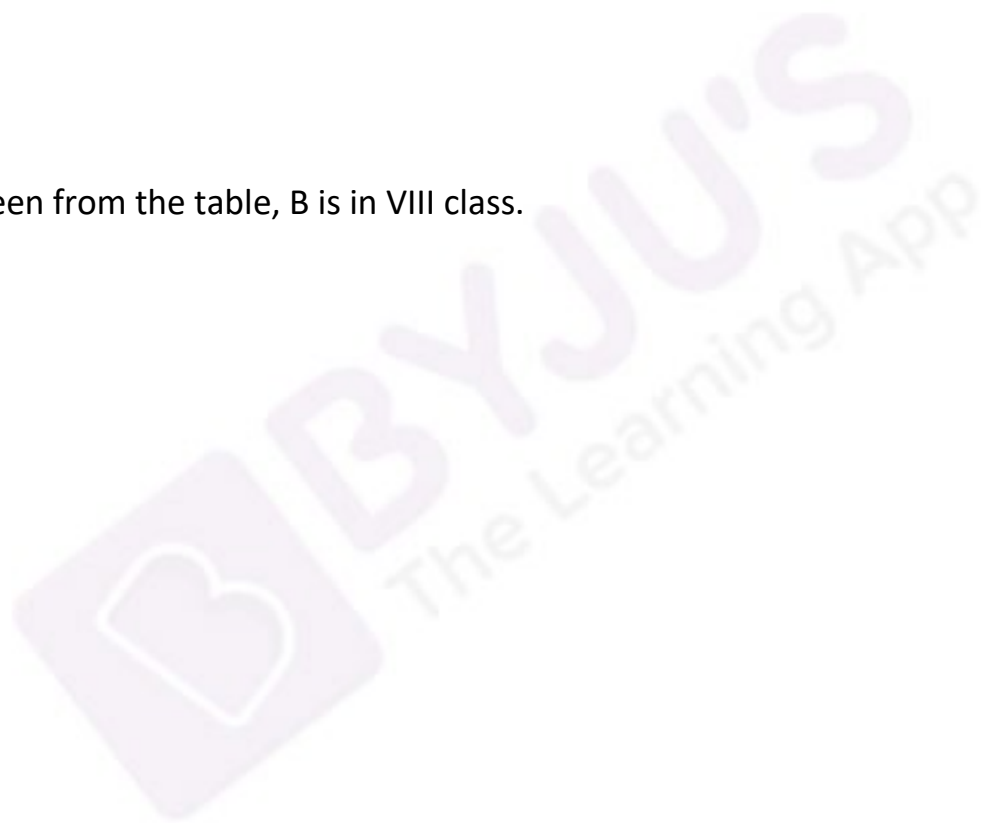 een from the table, B is in VIII class.
BYJU'S
The Learning App